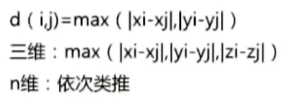 d（i,j)=max（|xi-xj|,|yi-yj|）
三维：max（|xi-xj|,|yi-yj|,|zi-zj|）
n维：依次类推